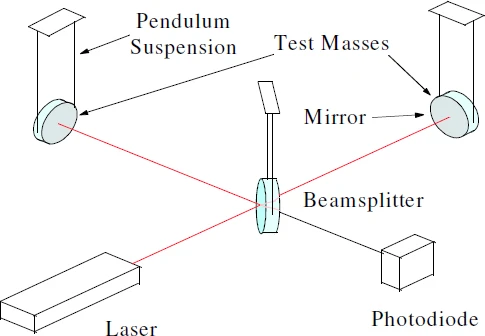 Pendulum
Suspension
Test Masses
Mirror
Beamsplitter
Laser
Photodiode